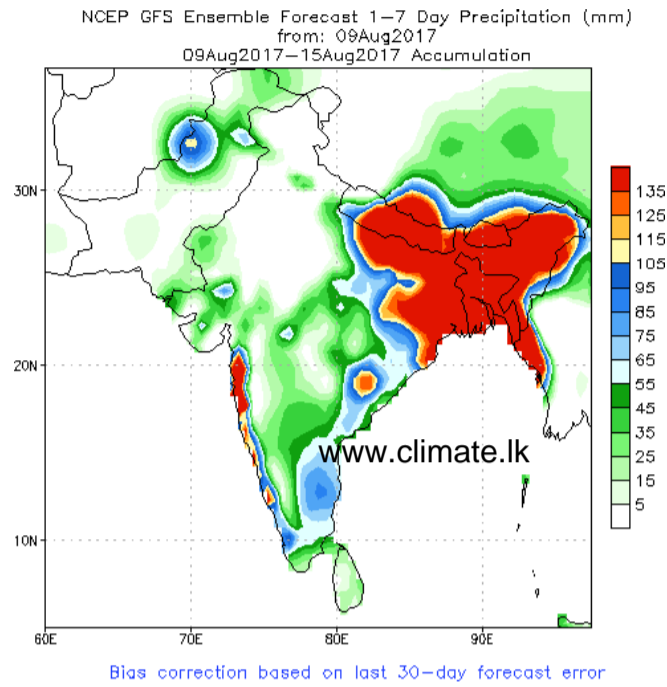 NCEP GFS Ensemble Forecast 1-7 Day Precipitation (mm)
from: 09Aug2017
09Aug2017-15Aug2017 Accumulation
30N
20N
10N
60E 70E 80E 90E
135
125
115
105
95
85
75
65
55
45
35
25
15
5
www.climate.lk
Bias correction based on last 30-day forecast error